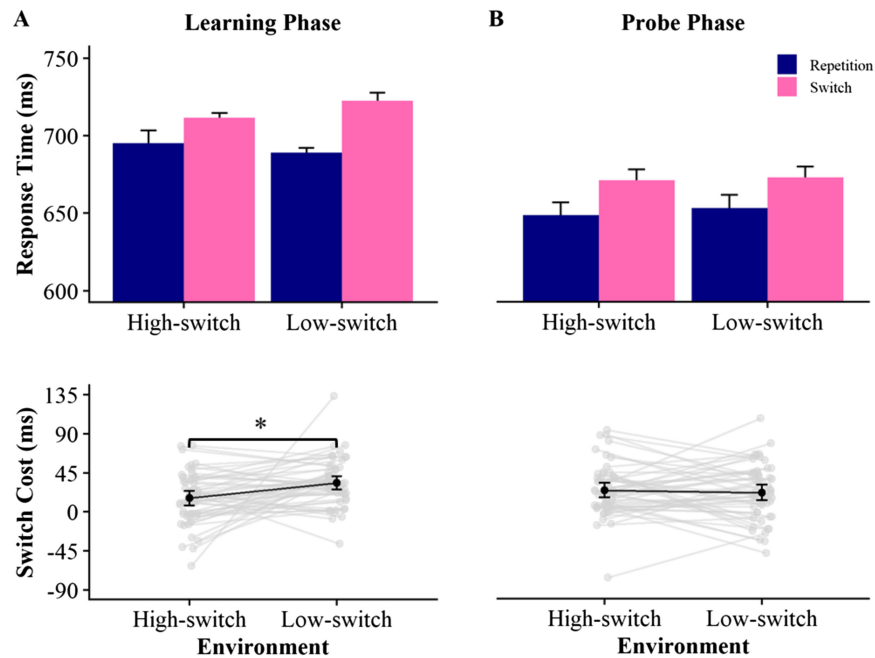 A
Learning Phase
B
Probe Phase
Response Time (ms)
750
700
650
600
High-switch
Low-switch
Repetition
Switch
High-switch
Low-switch
Switch Cost (ms)
135
90
45
0
-45
-90
*
High-switch
Low-switch
Environment
High-switch
Low-switch
Environment